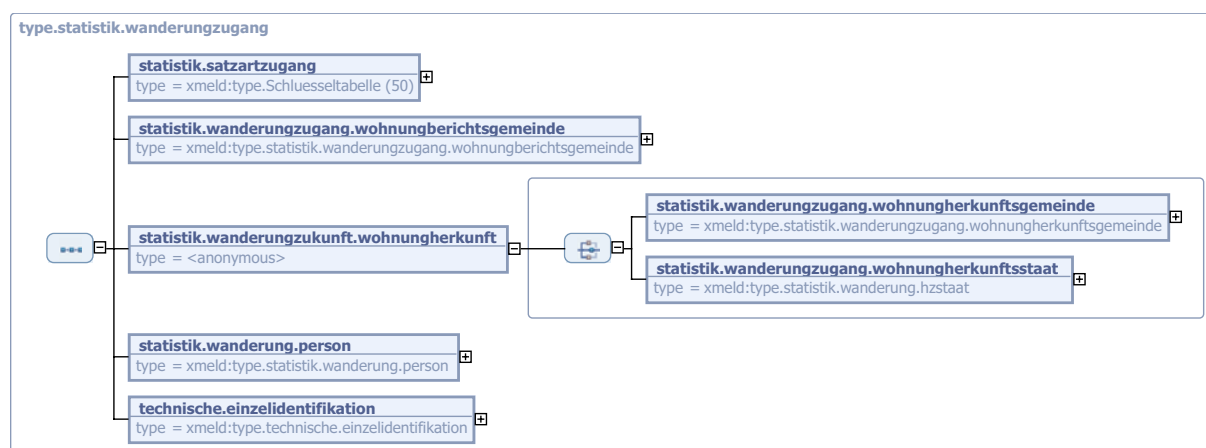 type.statistik.wanderungzugang
statistik.satzartzugang
type = xmeld:type.Schluesseltabelle (50)
statistik.wanderungzugang.wohnungberichtsgemeinde
type = xmeld:type.statistik.wanderungzugang.wohnungberichtsgemeinde
statistik.wanderungzukunft.wohnungherkunft
type = <anonymous>
statistik.wanderungzugang.wohnungherkunftsgemeinde
type = xmeld:type.statistik.wanderungzugang.wohnungherkunftsgemeinde
statistik.wanderungzugang.wohnungherkunftsstaat
type = xmeld:type.statistik.wanderung.hzstaat
statistik.wanderung.person
type = xmeld:type.statistik.wanderung.person
technische.einzelidentifikation
type = xmeld:type.technische.einzelidentifikation